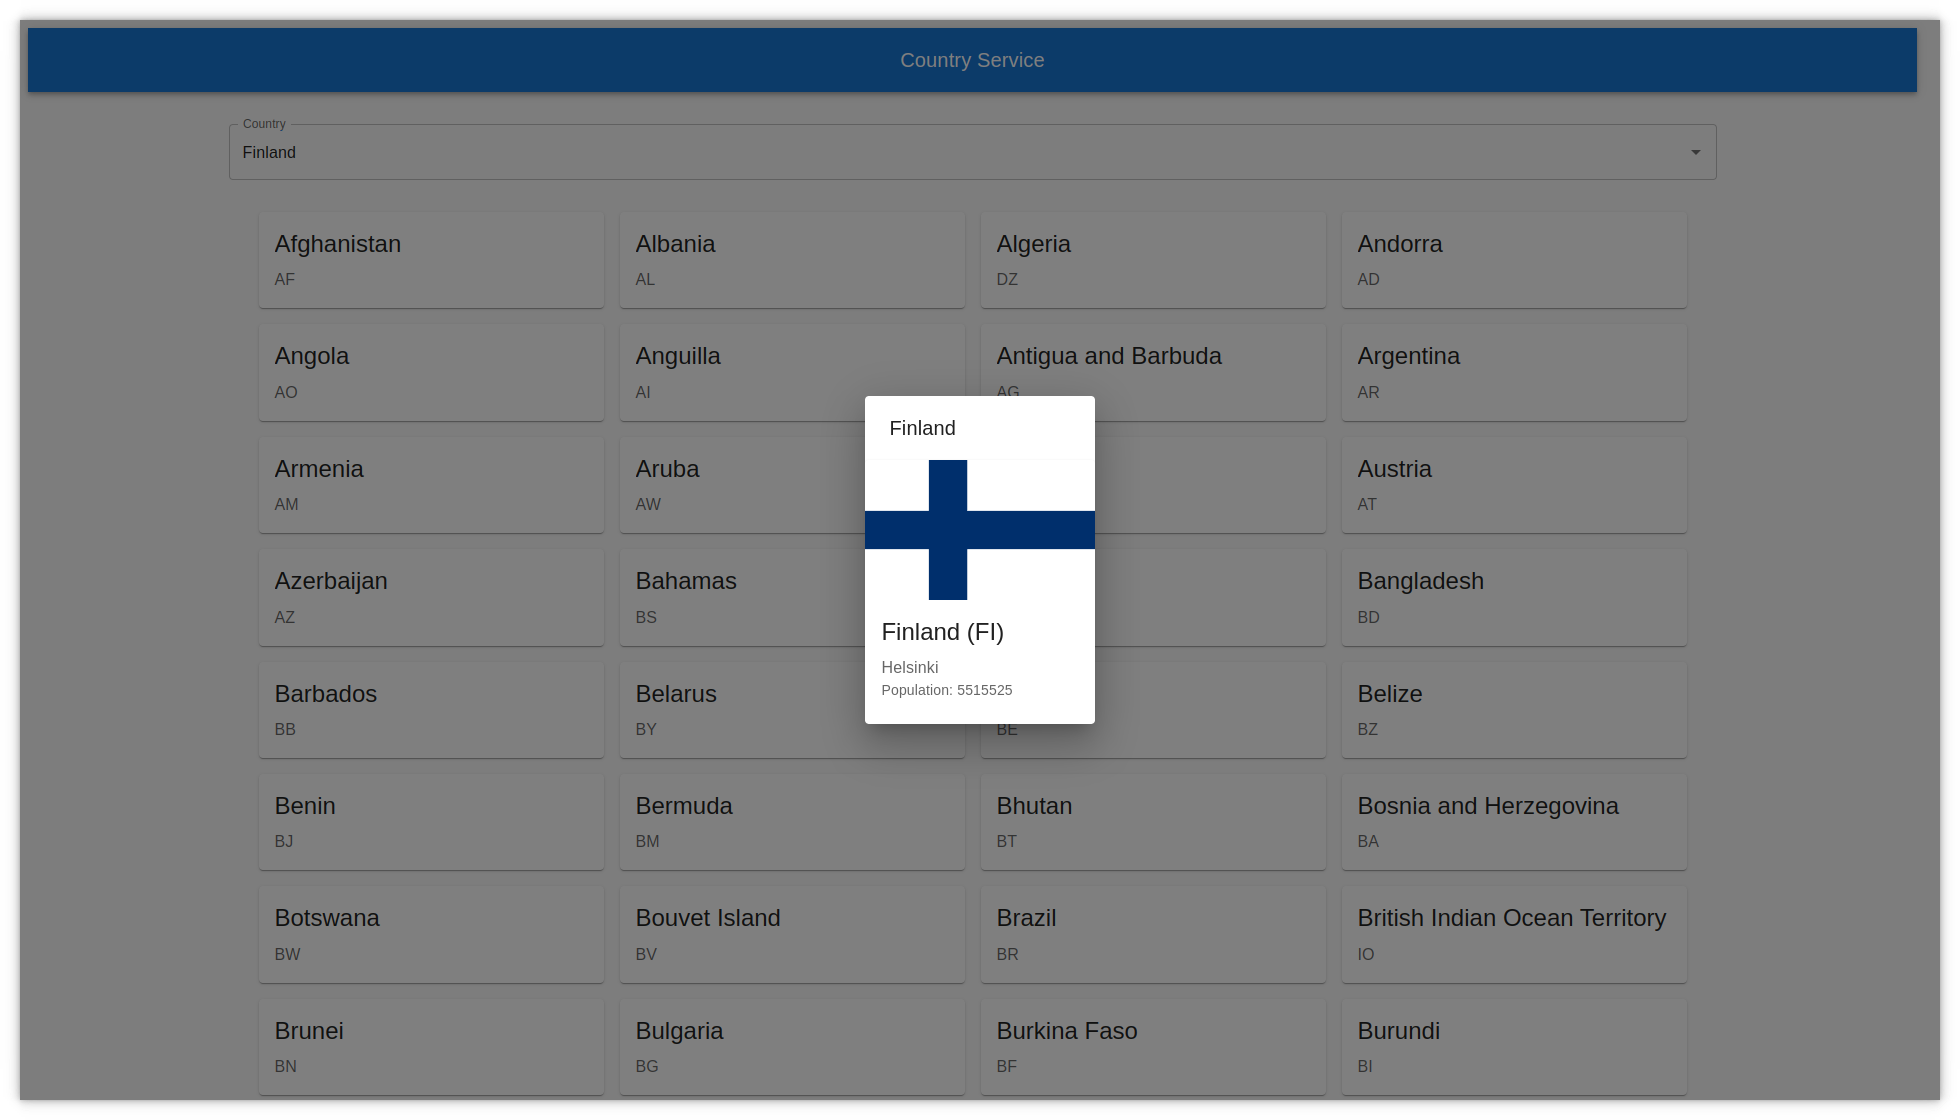 Country Service
Country
Finland
Afghanistan
AF
Albania
AL
Algeria
DZ
Andorra
AD
Angola
AO
Anguilla
AI
Antigua and Barbuda
AG
Argentina
AR
Armenia
AM
Aruba
AW
Austria
AT
Azerbaijan
AZ
Bahamas
BS
Bangladesh
BD
Barbados
BB
Belarus
BY
BE
Belize
BZ
Benin
BJ
Bermuda
BM
Bhutan
BT
Bosnia and Herzegovina
BA
Botswana
BW
Bouvet Island
BV
Brazil
BR
British Indian Ocean Territory
IO
Brunei
BN
Bulgaria
BG
Burkina Faso
BF
Burundi
BI
Finland
Finland (FI)
Helsinki
Population: 5515525